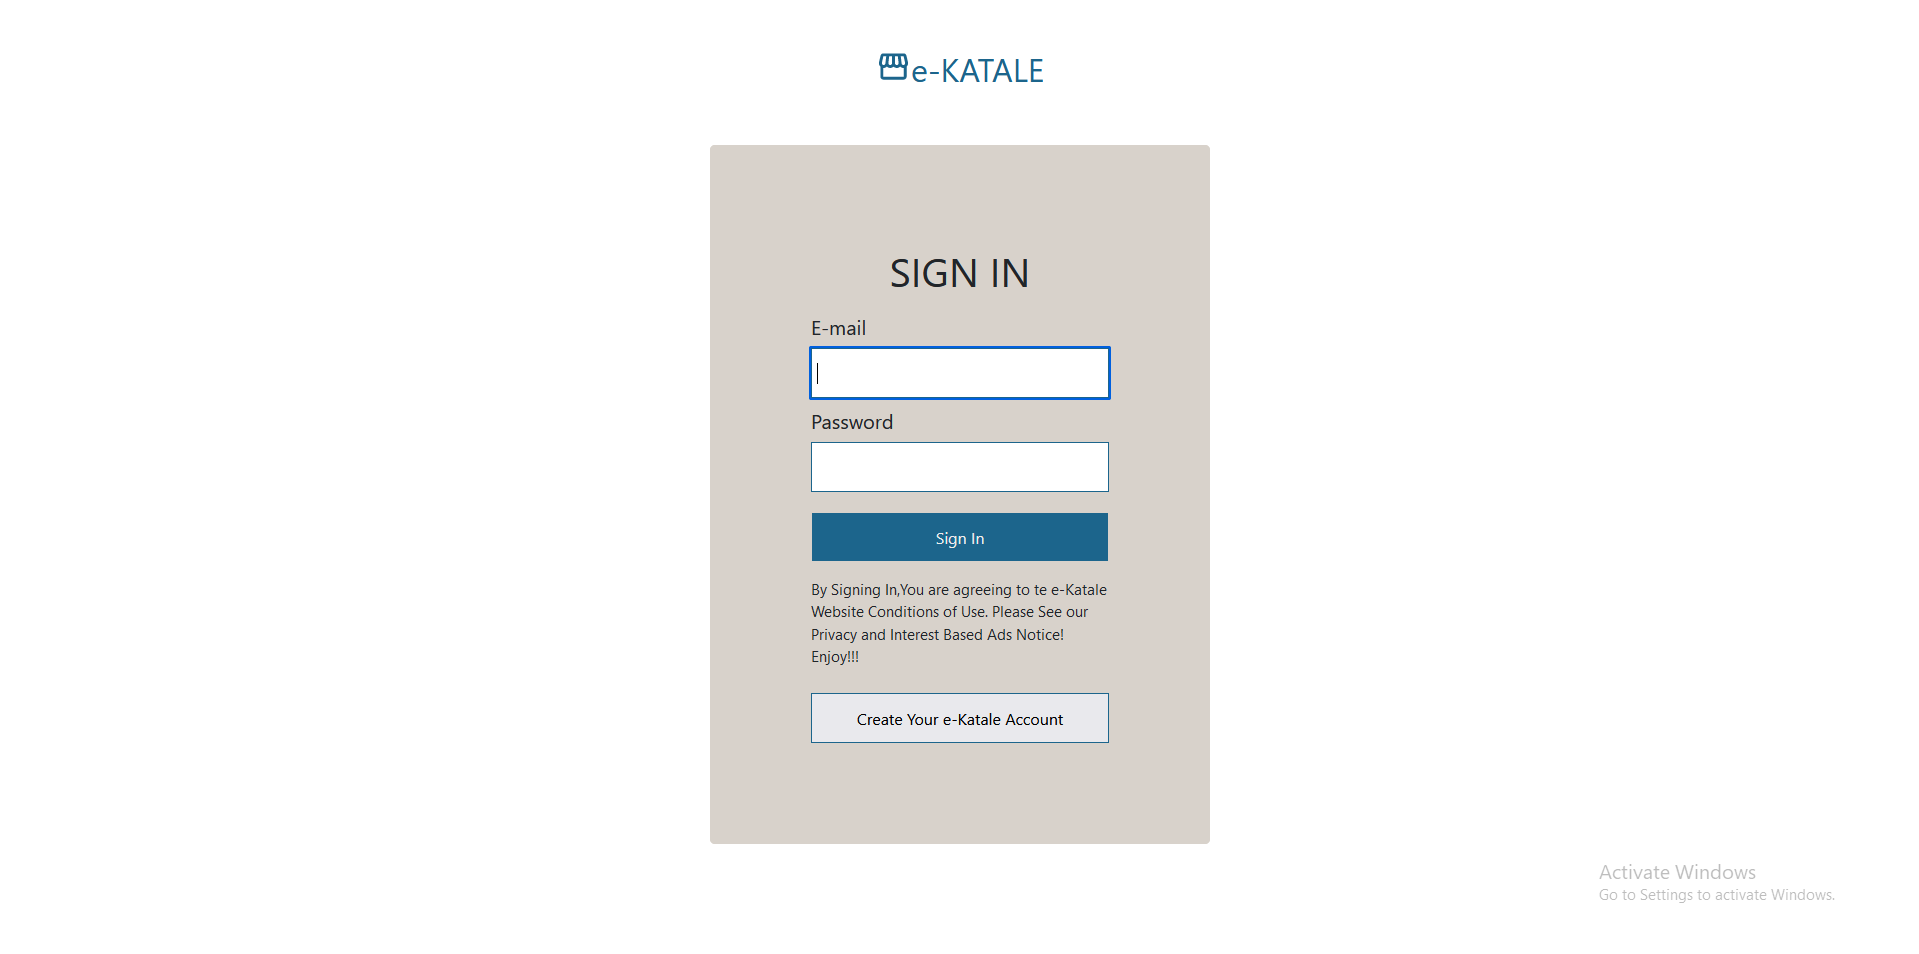 e-KATALE
SIGN IN
E-mail
Password
Sign In
By Signing In,You are agreeing to te e-Katale
Website Conditions of Use. Please See our
Privacy and Interest Based Ads Notice!
Enjoy!!!
Create Your e-Katale Account
Activate Windows
Go to Settings to activate Windows.